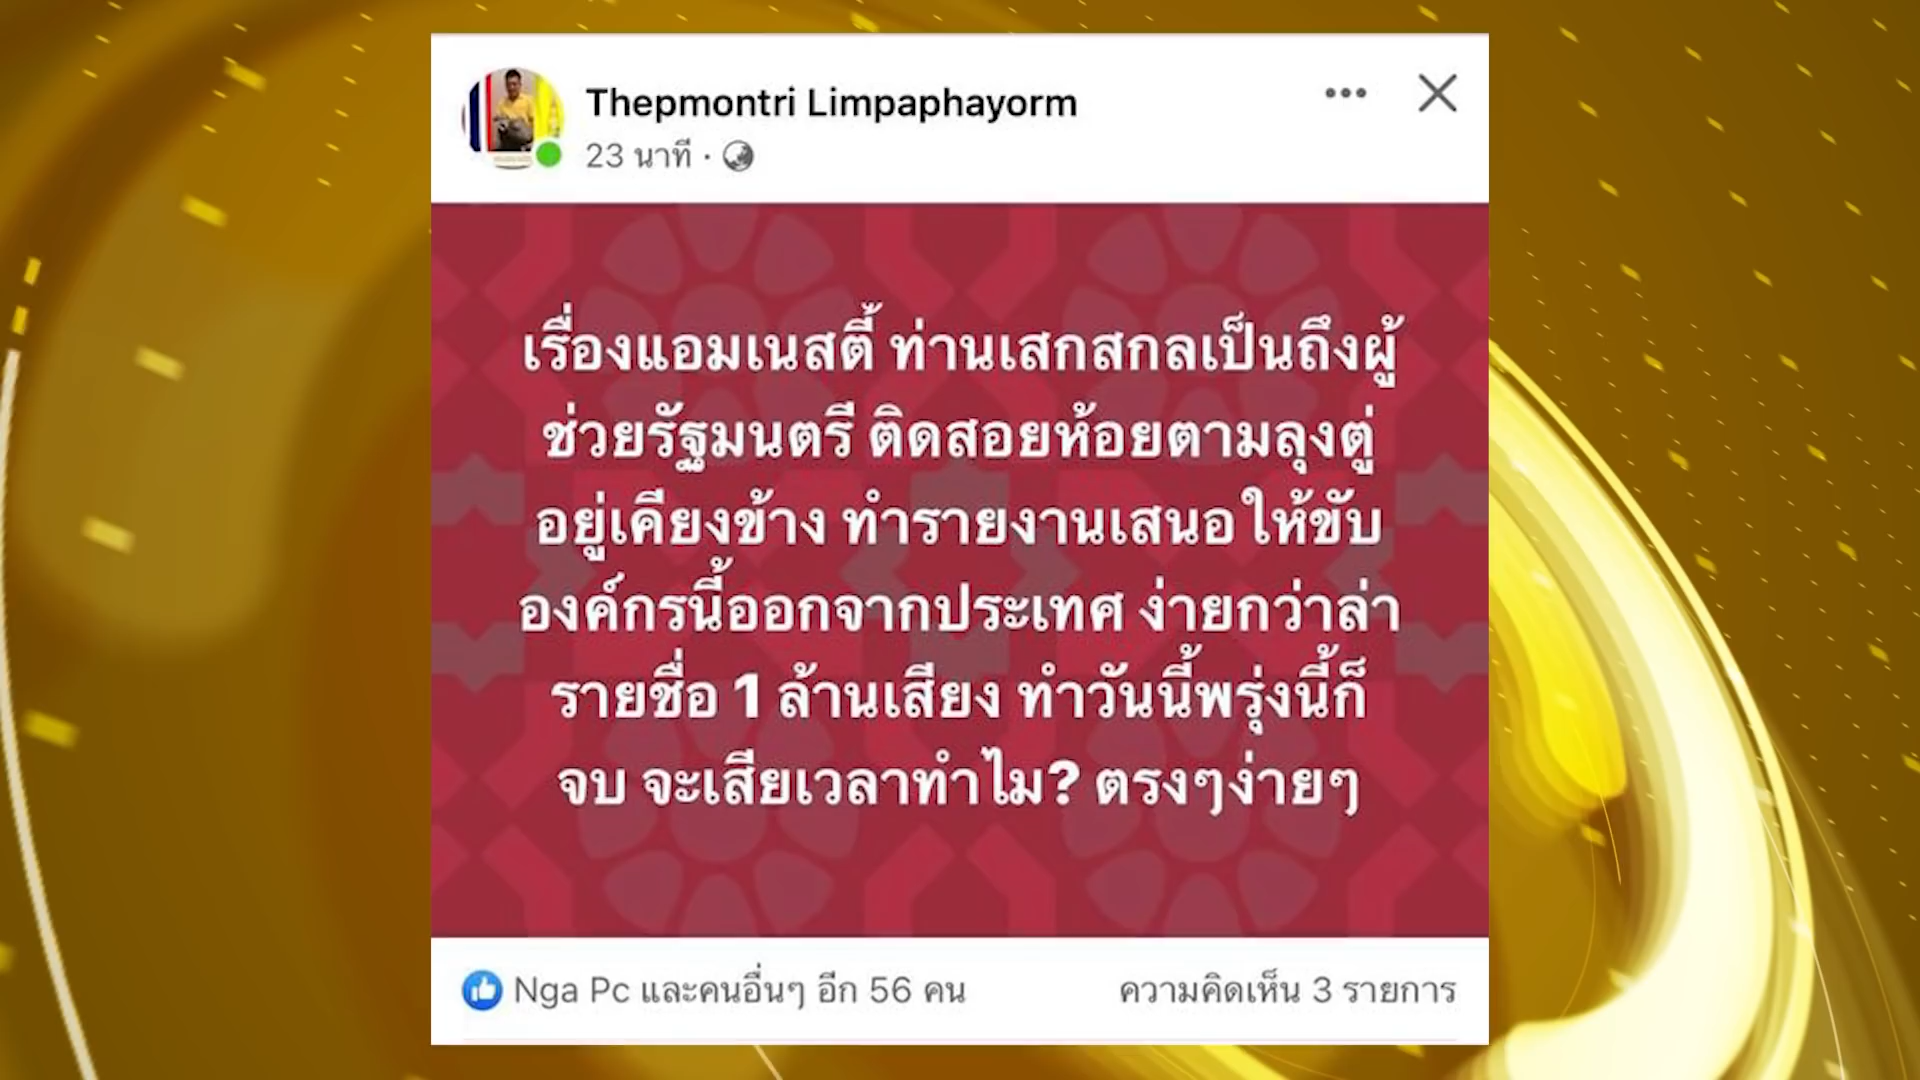 Thepmontri Limpaphayorm
23 นาที ·
เรื่องแอมเนสตี้ ท่านเสกสกลเป็นถึงผู้
ช่วยรัฐมนตรี ติดสอยห้อยตามลุงตู่
อยู่เคียงข้าง ทำรายงานเสนอให้ขับ
องค์กรนี้ออกจากประเทศ ง่ายกว่าล่า
รายชื่อ 1 ล้านเสียง ทำวันนี้พรุ่งนี้ก็
จบ จะเสียเวลาทำไม? ตรงๆง่ายๆ
Nga Pc และคนอื่นๆ อีก 56 คน
ความคิดเห็น 3 รายการ